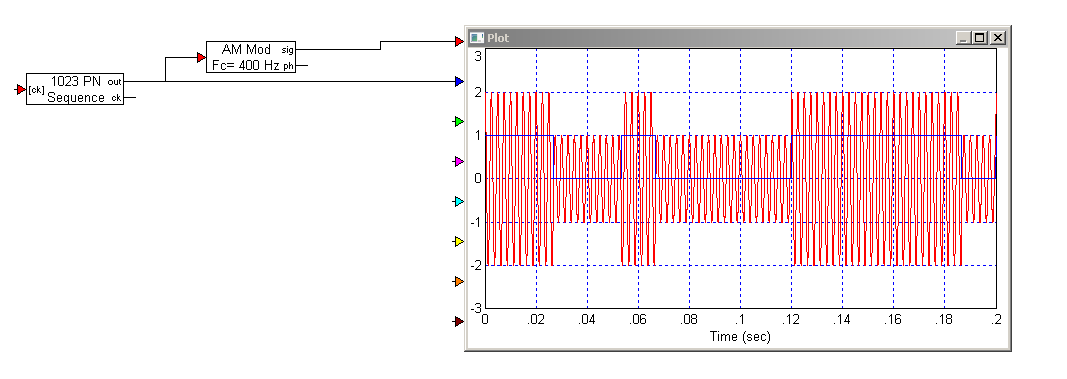 AM Mod sig
Fc= 400 Hz ph
[ck] 1023 PN out
Sequence ck
Plot
3
2
1
0
-1
-2
-3
0 .02 .04 .06 .08 .1 .12 .14 .16 .18 .2
Time (sec)